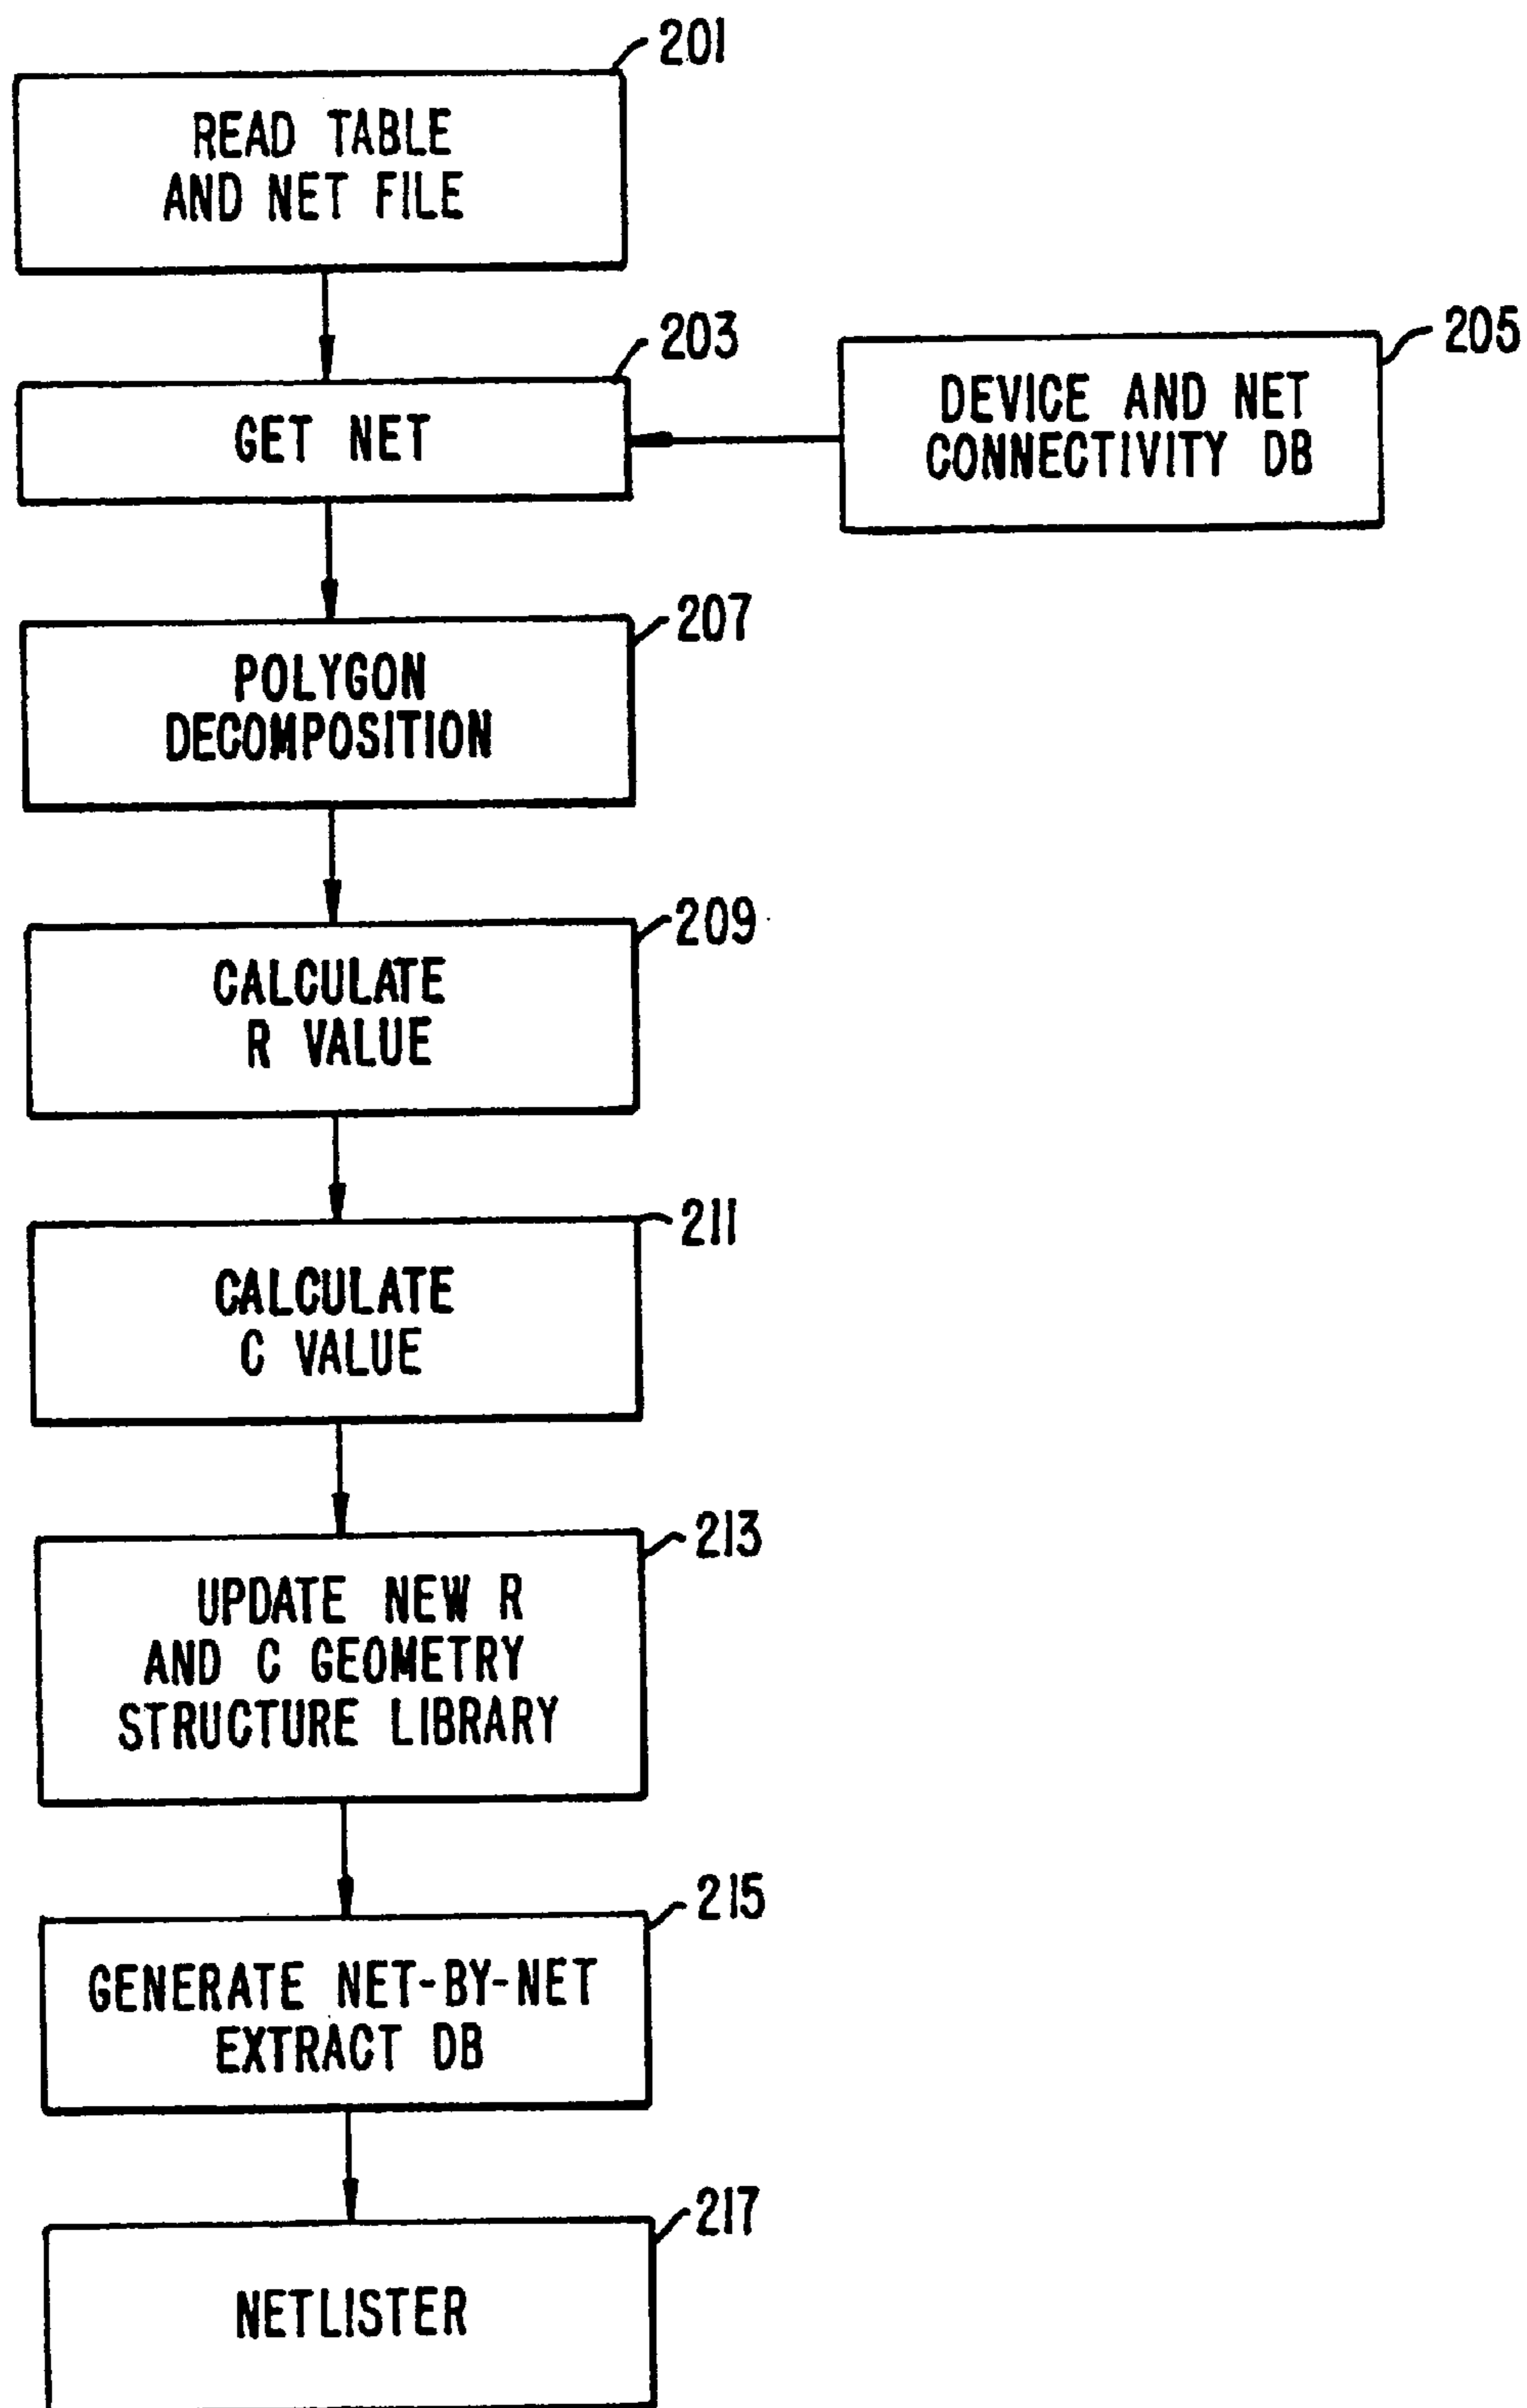 201
READ TABLE
AND NET FILE
203
GET NET
205
DEVICE AND NET
CONNECTIVITY DB
207
POLYGON
DECOMPOSITION
209
CALCULATE
R VALUE
211
CALCULATE
C VALUE
213
UPDATE NEW R
AND C GEOMETRY
STRUCTURE LIBRARY
215
GENERATE NET-BY-NET
EXTRACT DB
217
NETLISTER